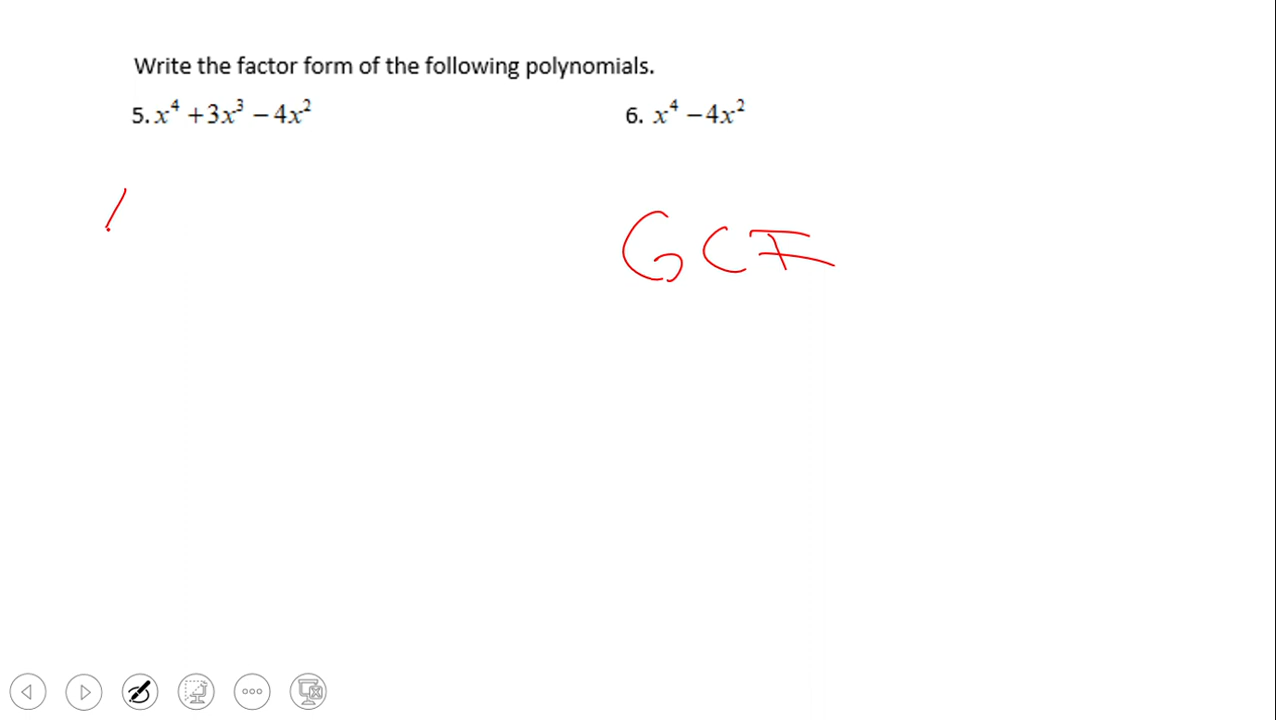 Write the factor form of the following polynomials.
5. x⁴ + 3x³ − 4x²
6. x⁴ − 4x²
GCF